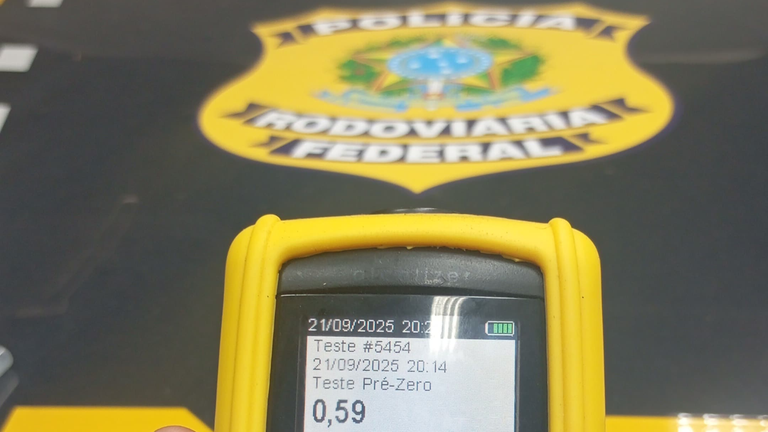 POLÍCIA
RODOVIÁRIA
FEDERAL
21/09/2025 20:2
Teste #5454
21/09/2025 20:14
Teste Pré-Zero
0,59